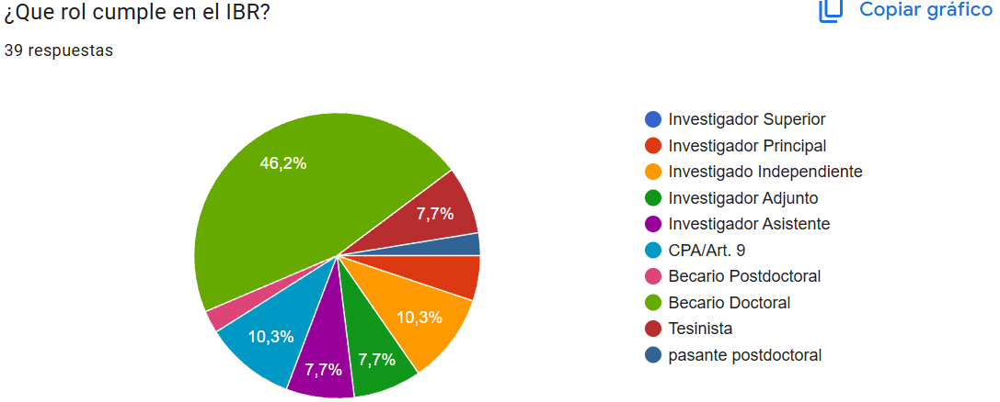 ¿Que rol cumple en el IBR?
Copiar gráfico
39 respuestas
46,2%
7,7%
10,3%
10,3%
7,7%
7,7%
Investigador Superior
Investigador Principal
Investigado Independiente
Investigador Adjunto
Investigador Asistente
CPA/Art. 9
Becario Postdoctoral
Becario Doctoral
Tesinista
pasante postdoctoral